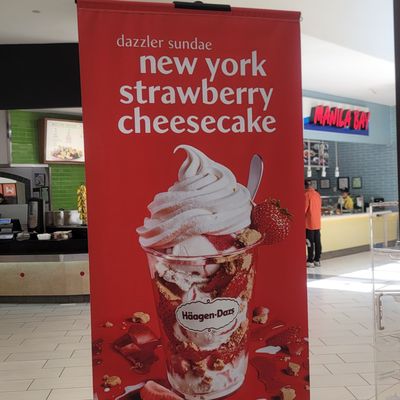 dazzler sundae
new york
strawberry
cheesecake
Häagen-Dazs
MANILA BAY